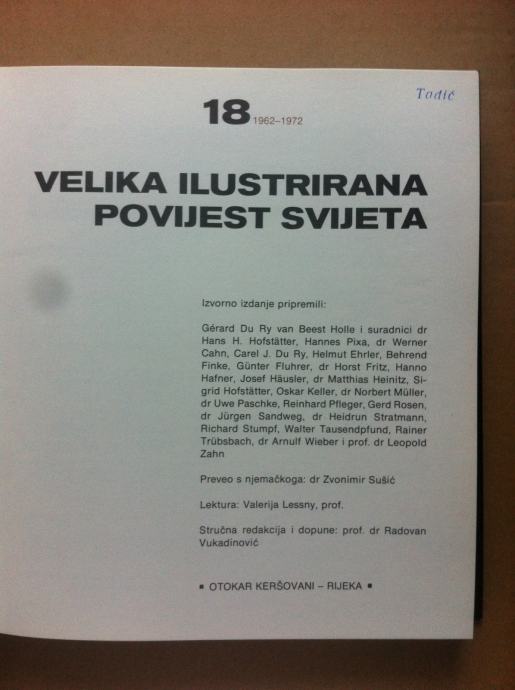 Tadić
18 1962–1972
VELIKA ILUSTRIRANA
POVIJEST SVIJETA
Izvorno izdanje pripremili:
Gérard Du Ry van Beest Holle i suradnici dr
Hans H. Hofstätter, Hannes Pixa, dr Werner
Cahn, Carel J. Du Ry, Helmut Ehrler, Behrend
Finke, Günter Fluhrer, dr Horst Fritz, Hanno
Hafner, Josef Häusler, dr Matthias Heinitz, Si-
grid Hofstätter, Oskar Keller, dr Norbert Müller,
dr Uwe Paschke, Reinhard Pfleger, Gerd Rosen,
dr Jürgen Sandweg, dr Heidrun Stratmann,
Richard Stumpf, Walter Tausendpfund, Rainer
Trübsbach, dr Arnulf Wieber i prof. dr Leopold
Zahn
Preveo s njemačkoga: dr Zvonimir Sušić
Lektura: Valerija Lessny, prof.
Stručna redakcija i dopune: prof. dr Radovan
Vukadinović
▪ OTOKAR KERŠOVANI – RIJEKA ▪